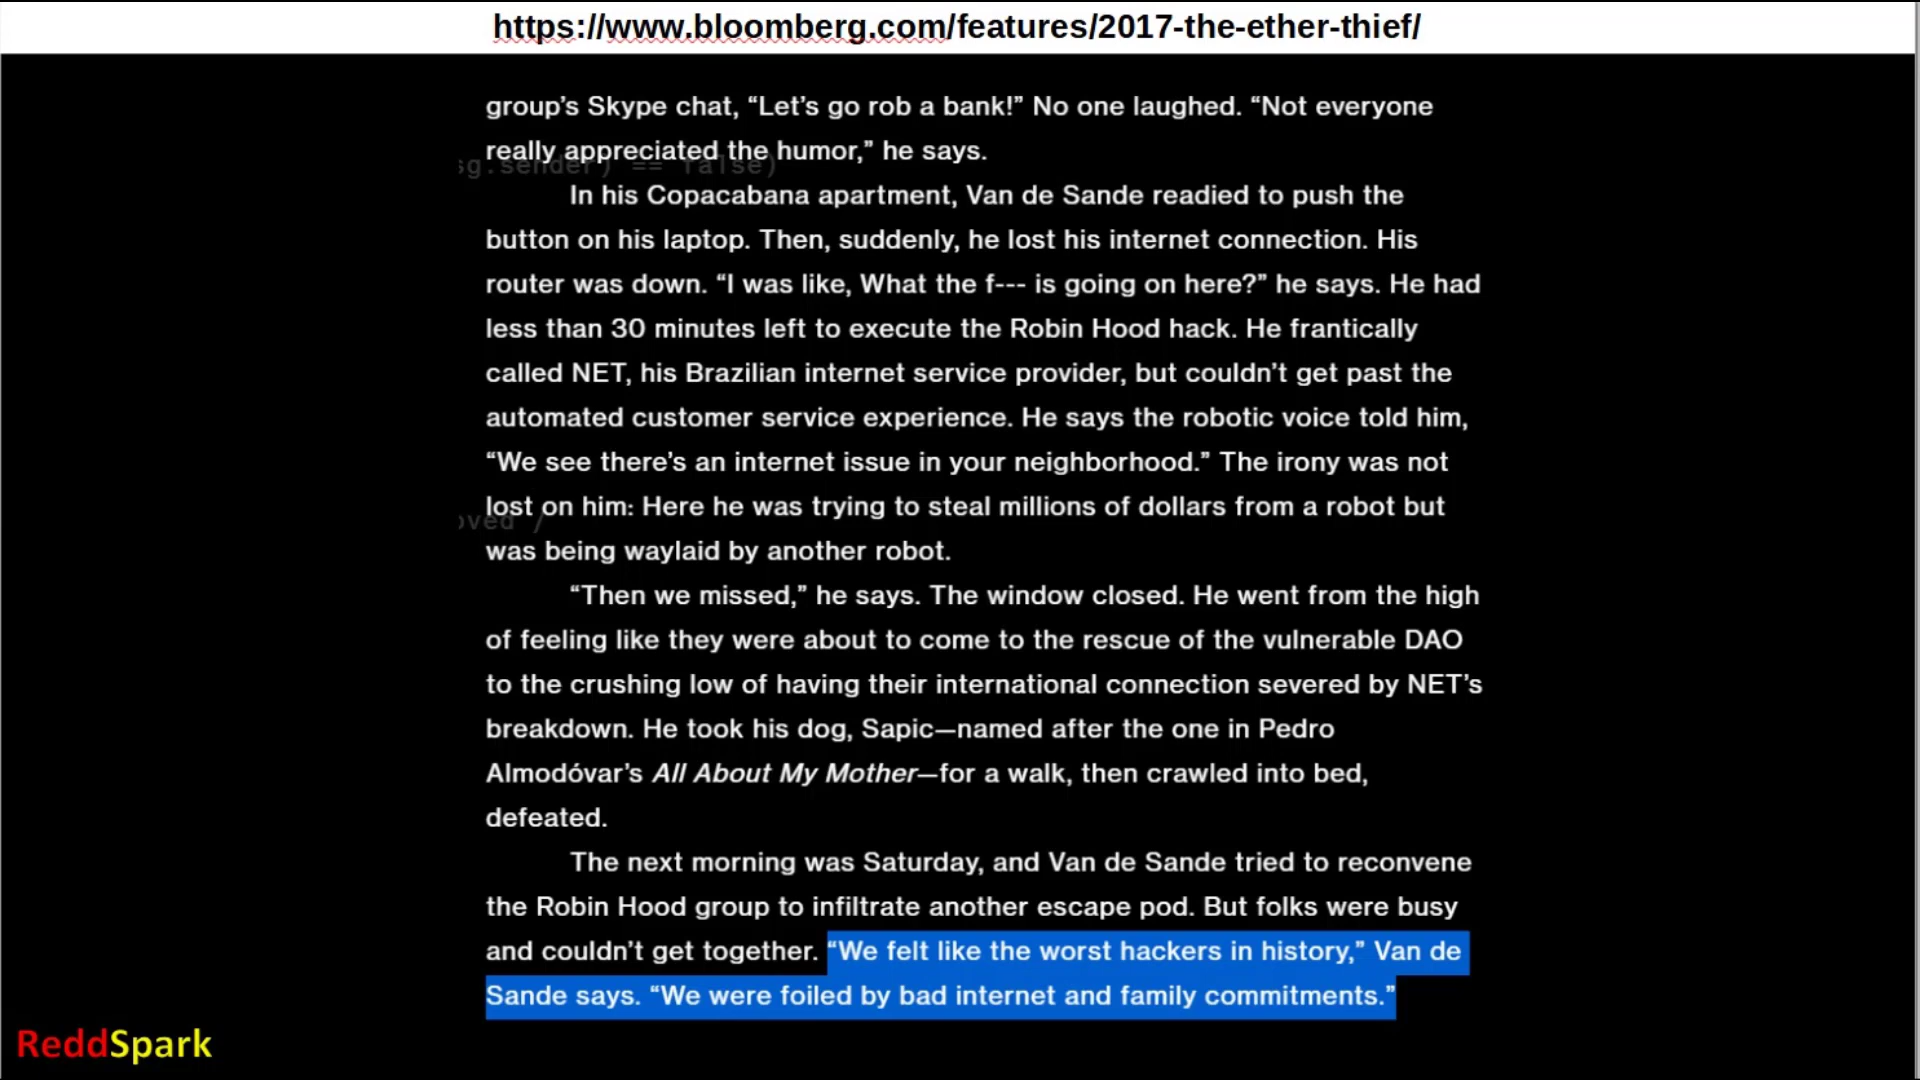 https://www.bloomberg.com/features/2017-the-ether-thief/
group’s Skype chat, “Let’s go rob a bank!” No one laughed. “Not everyone
really appreciated the humor,” he says.
sg.sender) == false)
In his Copacabana apartment, Van de Sande readied to push the
button on his laptop. Then, suddenly, he lost his internet connection. His
router was down. “I was like, What the f--- is going on here?” he says. He had
less than 30 minutes left to execute the Robin Hood hack. He frantically
called NET, his Brazilian internet service provider, but couldn’t get past the
automated customer service experience. He says the robotic voice told him,
“We see there’s an internet issue in your neighborhood.” The irony was not
lost on him: Here he was trying to steal millions of dollars from a robot but
oved /
was being waylaid by another robot.
“Then we missed,” he says. The window closed. He went from the high
of feeling like they were about to come to the rescue of the vulnerable DAO
to the crushing low of having their international connection severed by NET’s
breakdown. He took his dog, Sapic—named after the one in Pedro
Almodóvar’s All About My Mother—for a walk, then crawled into bed,
defeated.
The next morning was Saturday, and Van de Sande tried to reconvene
the Robin Hood group to infiltrate another escape pod. But folks were busy
and couldn’t get together. “We felt like the worst hackers in history,” Van de
Sande says. “We were foiled by bad internet and family commitments.”
ReddSpark